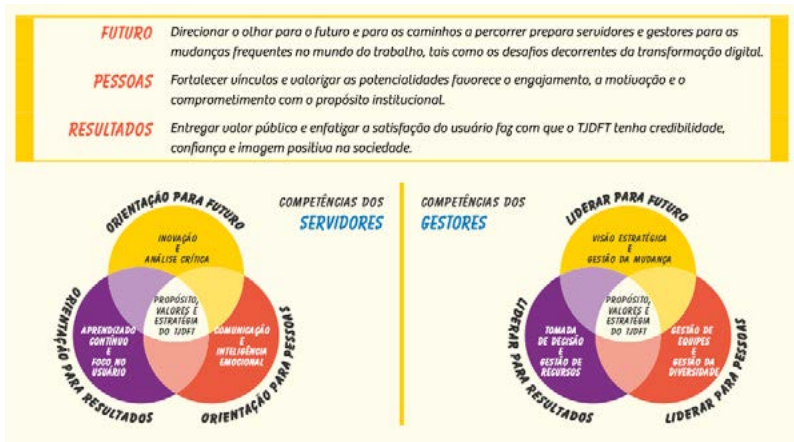 FUTURO
Direcionar o olhar para o futuro e para os caminhos a percorrer prepara servidores e gestores para as
mudanças frequentes no mundo do trabalho, tais como os desafios decorrentes da transformação digital.
PESSOAS
Fortalecer vínculos e valorizar as potencialidades favorece o engajamento, a motivação e o
comprometimento com o propósito institucional.
RESULTADOS
Entregar valor público e enfatizar a satisfação do usuário faz com que o TJDFT tenha credibilidade,
confiança e imagem positiva na sociedade.
COMPETÊNCIAS DOS
SERVIDORES
ORIENTAÇÃO PARA FUTURO
INOVAÇÃO
E
ANÁLISE CRÍTICA
PROPÓSITO,
VALORES E
ESTRATÉGIA
DO TJDFT
ORIENTAÇÃO PARA RESULTADOS
APRENDIZADO
CONTÍNUO
E
FOCO NO
USUÁRIO
COMUNICAÇÃO
E
INTELIGÊNCIA
EMOCIONAL
ORIENTAÇÃO PARA PESSOAS
COMPETÊNCIAS DOS
GESTORES
LIDERAR PARA FUTURO
VISÃO ESTRATÉGICA
E
GESTÃO DA MUDANÇA
PROPÓSITO,
VALORES E
ESTRATÉGIA
DO TJDFT
LIDERAR PARA RESULTADOS
TOMADA
DE DECISÃO
E
GESTÃO DE
RECURSOS
GESTÃO DE
EQUIPES
E
GESTÃO DA
DIVERSIDADE
LIDERAR PARA PESSOAS